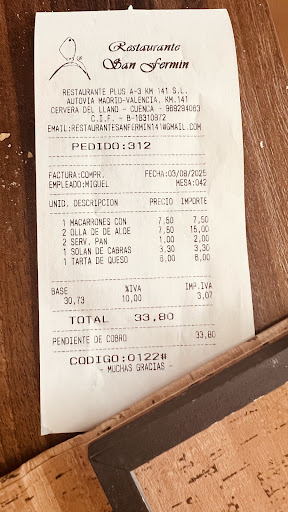 Restaurante
San Fermin
RESTAURANTE PLUS A-3 KM 141 S.L.
AUTOVIA MADRID-VALENCIA, KM.141
CERVERA DEL LLANO - CUENCA - 969294063
C.I.F. - B-16310872
EMAIL:RESTAURANTESANFERMIN141@GMAIL.COM
PEDIDO:312
FACTURA:COMPR. FECHA:03/08/2025
EMPLEADO:MIGUEL MESA:042
UNID. DESCRIPCION PRECIO IMPORTE
1 MACARRONES CON 7,50 7,50
2 OLLA DE DE ALOE 7,50 15,00
2 SERV. PAN 1,00 2,00
1 SOLAN DE CABRAS 3,30 3,30
1 TARTA DE QUESO 6,00 6,00
BASE %IVA IMP.IVA
30,73 10,00 3,07
TOTAL 33,80
PENDIENTE DE COBRO 33,80
CODIGO:0122#
- MUCHAS GRACIAS -